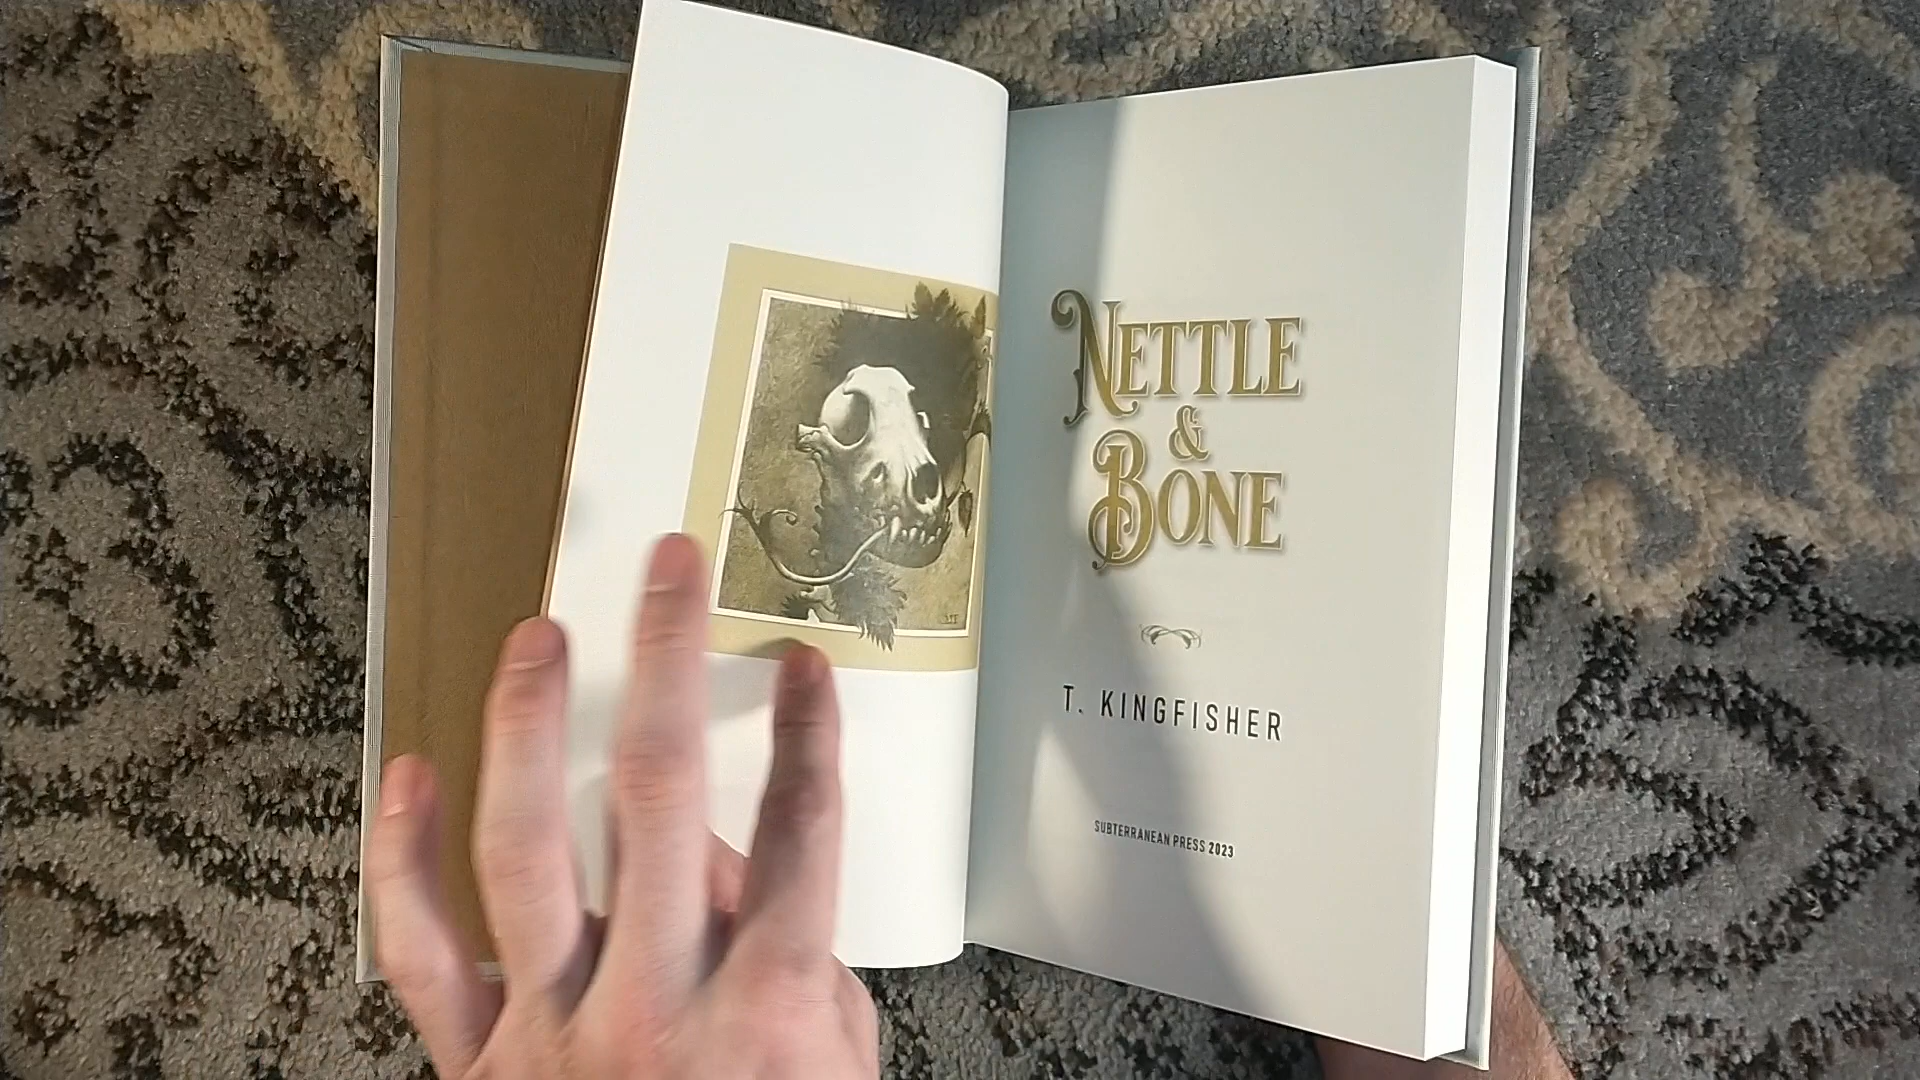 NETTLE
&
BONE
T. KINGFISHER
SUBTERRANEAN PRESS 2023